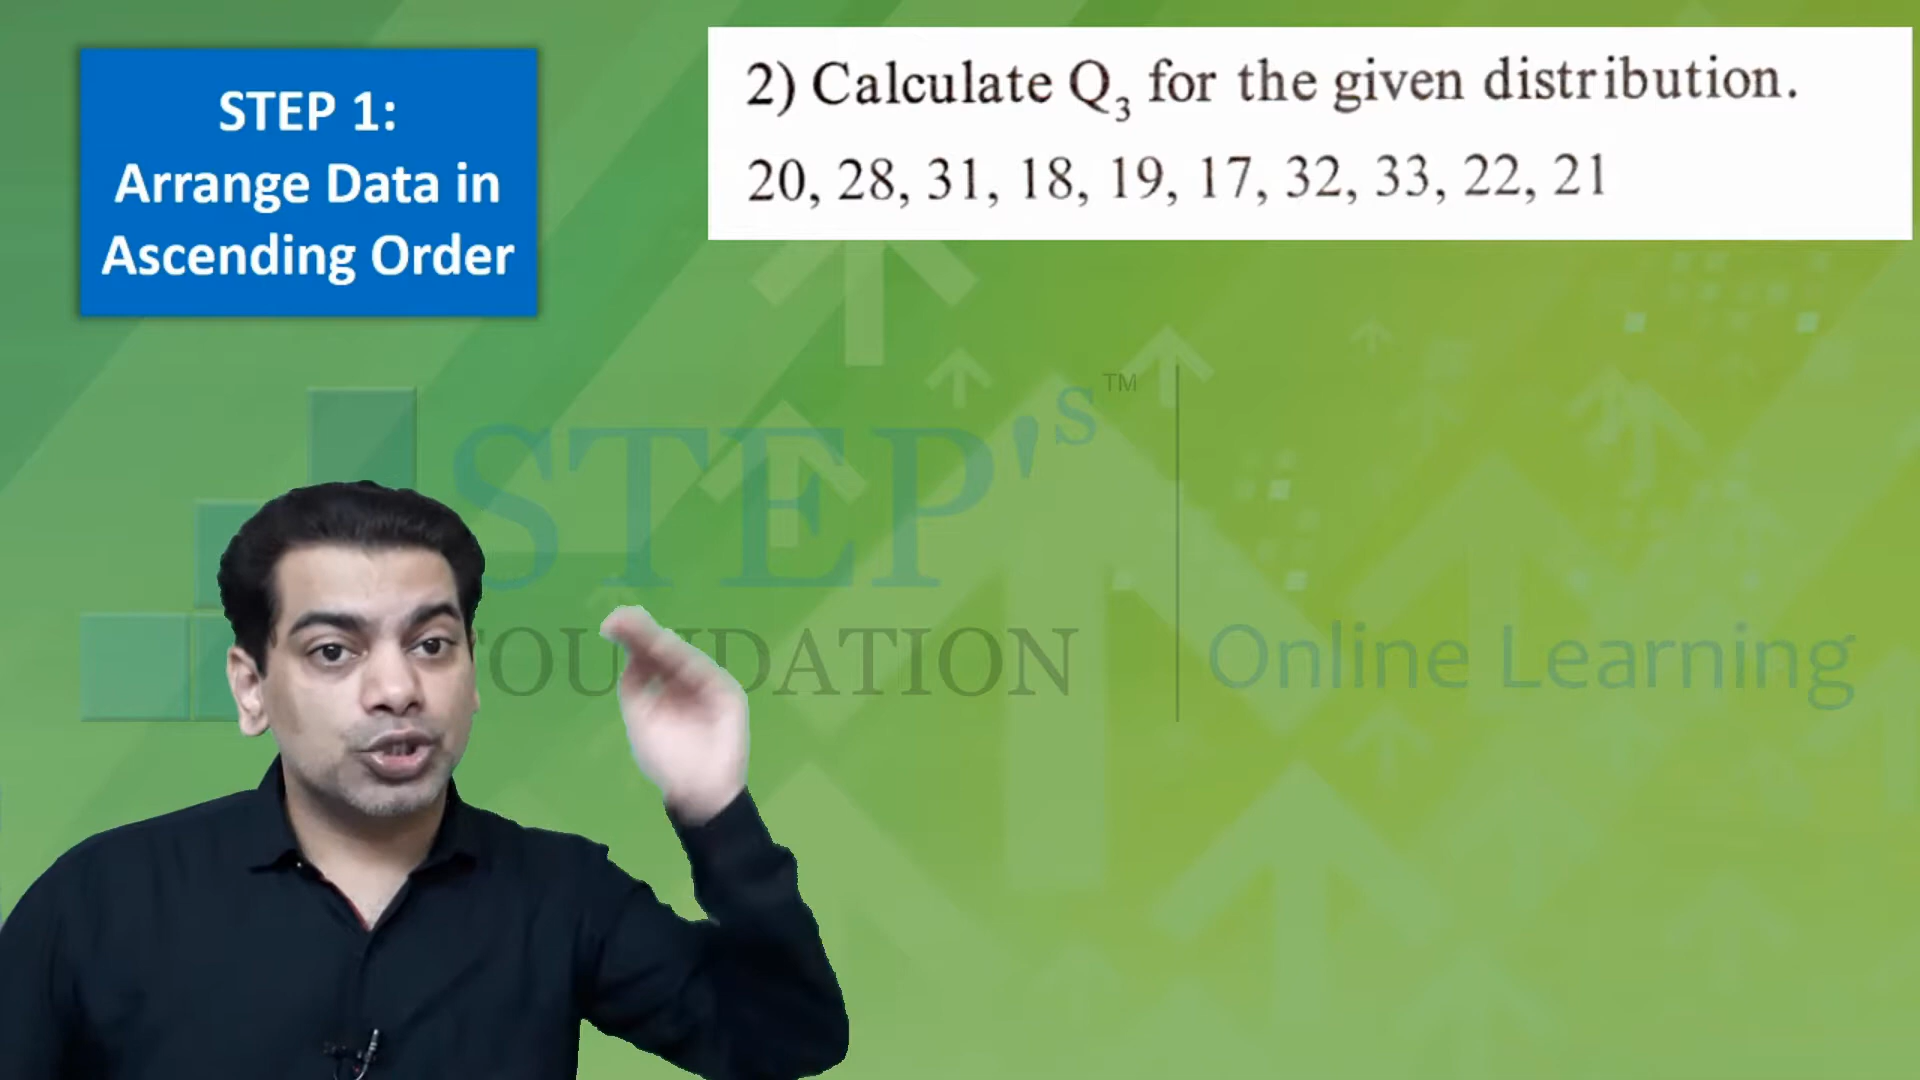 STEP 1:
Arrange Data in
Ascending Order
2) Calculate Q₃ for the given distribution.
20, 28, 31, 18, 19, 17, 32, 33, 22, 21
STEP's™
FOUNDATION
Online Learning